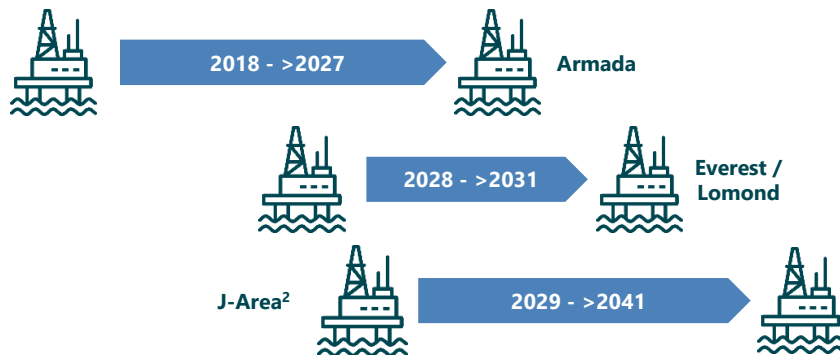 2018 - >2027
Armada
2028 - >2031
Everest /
Lomond
J-Area²
2029 - >2041